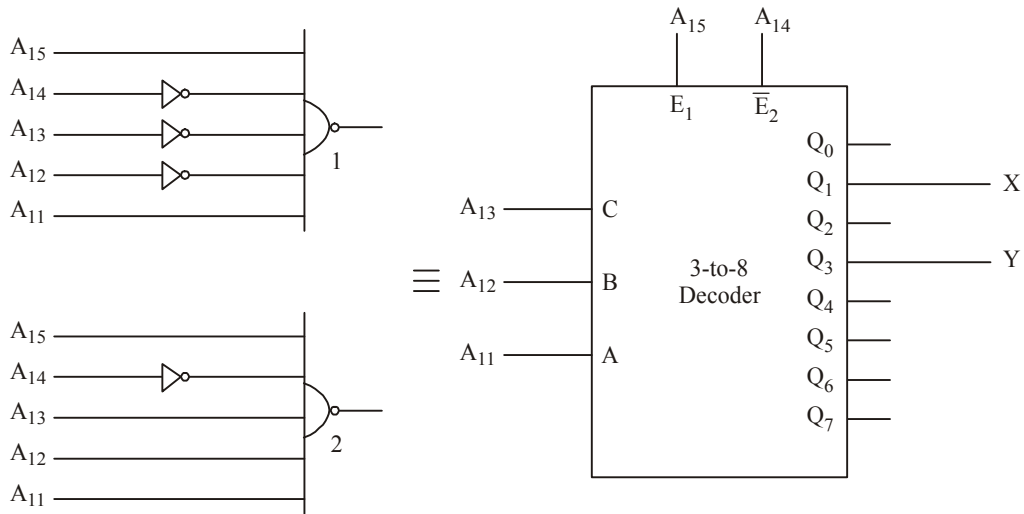 A15
A14
A13
A12
A11
1
A15
A14
A13
A12
A11
2
≡
A15 A14
E1 E̅2
A13 C
A12 B
A11 A
3-to-8
Decoder
Q0
Q1 X
Q2
Q3 Y
Q4
Q5
Q6
Q7